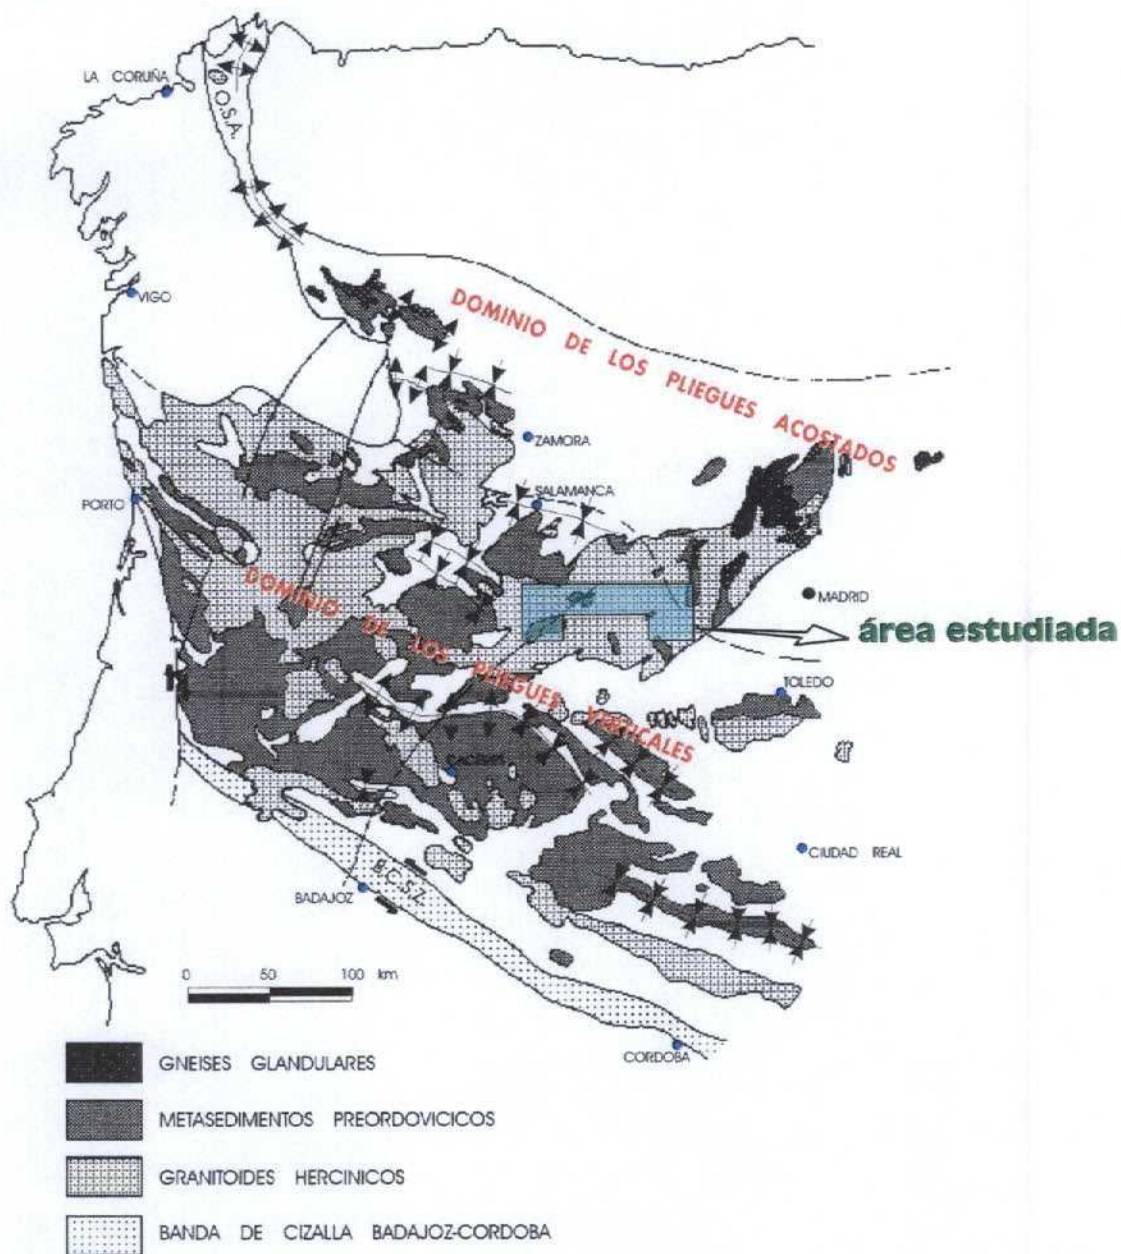 LA CORUÑA
O.S.A.
VIGO
DOMINIO DE LOS PLIEGUES ACOSTADOS
ZAMORA
SALAMANCA
PORTO
DOMINIO DE LOS PLIEGUES VERTICALES
MADRID
área estudiada
TOLEDO
CACERES
CIUDAD REAL
BADAJOZ
B.C.S.Z.
0 50 100 km
CORDOBA
GNEISES GLANDULARES
METASEDIMENTOS PREORDOVICICOS
GRANITOIDES HERCINICOS
BANDA DE CIZALLA BADAJOZ-CORDOBA